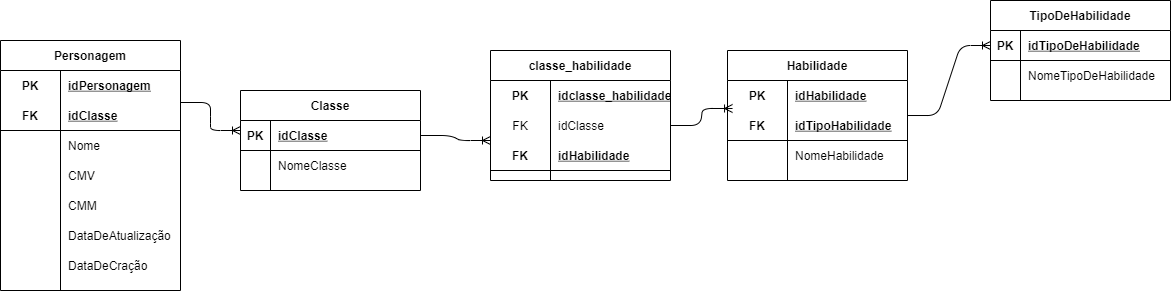 Personagem
PK idPersonagem
FK idClasse
Nome
CMV
CMM
DataDeAtualização
DataDeCração
Classe
PK idClasse
NomeClasse
classe_habilidade
PK idclasse_habilidade
FK idClasse
FK idHabilidade
Habilidade
PK idHabilidade
FK idTipoHabilidade
NomeHabilidade
TipoDeHabilidade
PK idTipoDeHabilidade
NomeTipoDeHabilidade